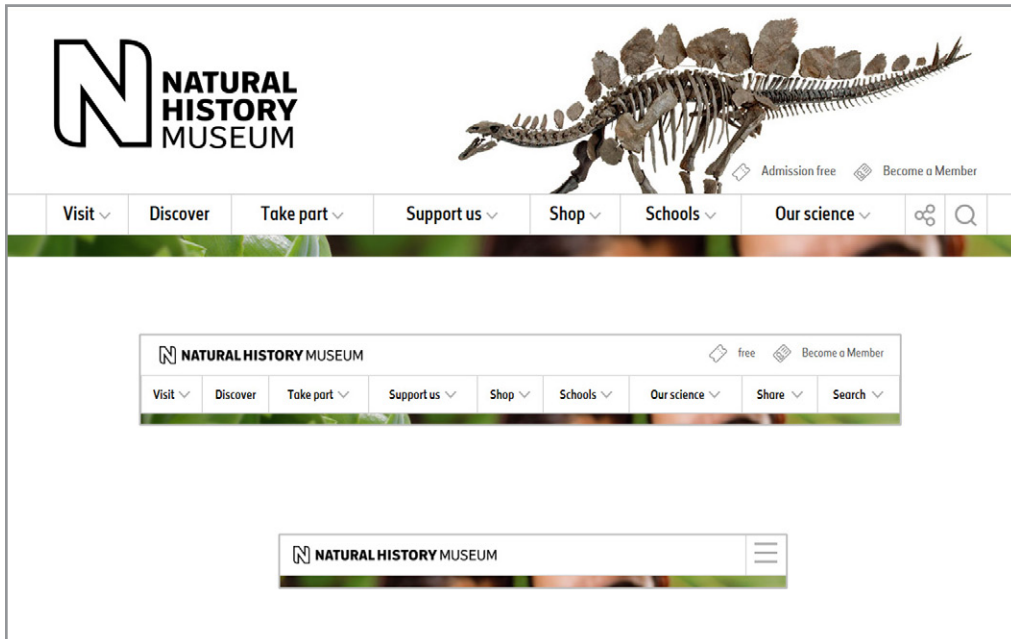 N NATURAL
HISTORY
MUSEUM
Admission free Become a Member
Visit Discover Take part Support us Shop Schools Our science
N NATURAL HISTORY MUSEUM free Become a Member
Visit Discover Take part Support us Shop Schools Our science Share Search
N NATURAL HISTORY MUSEUM